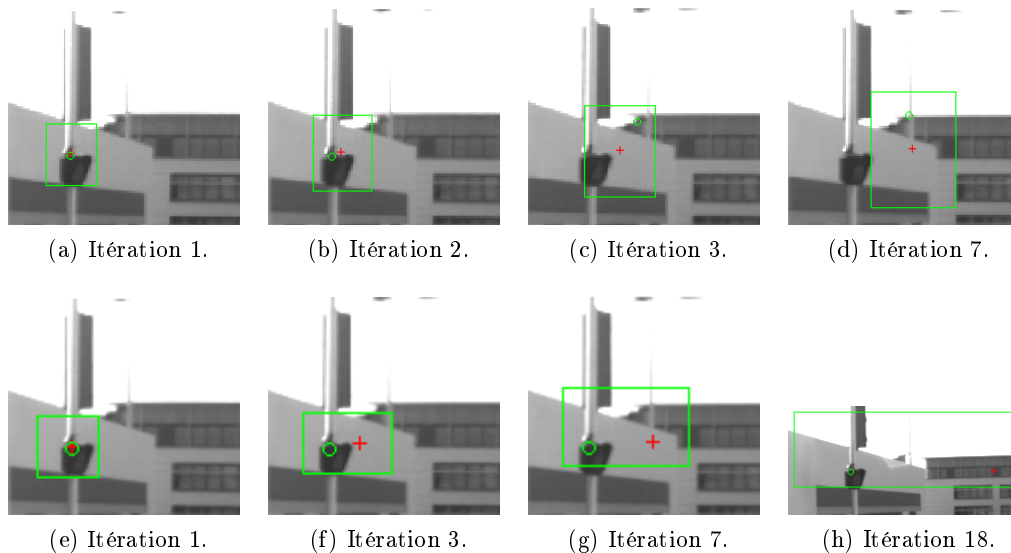 (a) Itération 1.
(b) Itération 2.
(c) Itération 3.
(d) Itération 7.
(e) Itération 1.
(f) Itération 3.
(g) Itération 7.
(h) Itération 18.